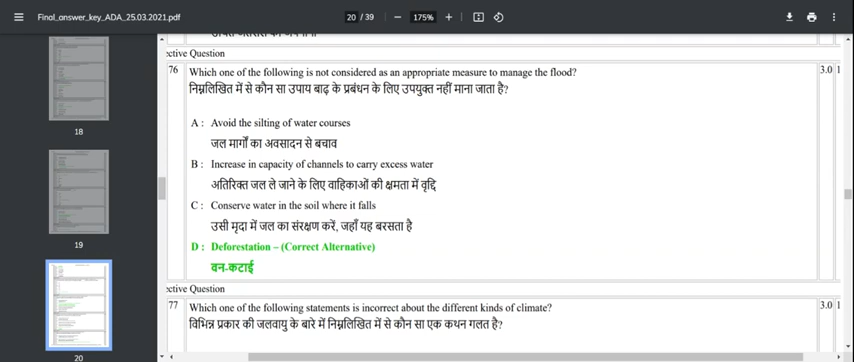 Final_answer_key_ADA_25.03.2021.pdf
20 / 39
175%
18
19
20
ective Question
76 Which one of the following is not considered as an appropriate measure to manage the flood? 3.0 1
निम्नलिखित में से कौन सा उपाय बाढ़ के प्रबंधन के लिए उपयुक्त नहीं माना जाता है?
A : Avoid the silting of water courses
जल मार्गों का अवसादन से बचाव
B : Increase in capacity of channels to carry excess water
अतिरिक्त जल ले जाने के लिए वाहिकाओं की क्षमता में वृद्दि
C : Conserve water in the soil where it falls
उसी मृदा में जल का संरक्षण करें, जहाँ यह बरसता है
D : Deforestation – (Correct Alternative)
वन-कटाई
ective Question
77 Which one of the following statements is incorrect about the different kinds of climate? 3.0 1
विभिन्न प्रकार की जलवायु के बारे में निम्नलिखित में से कौन सा एक कथन गलत है?